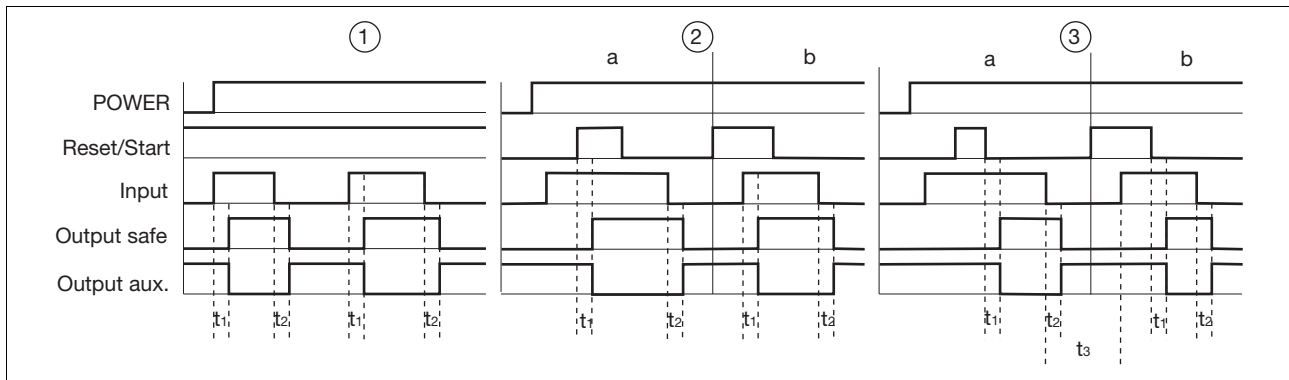 1 2 3
a b a b
POWER
Reset/Start
Input
Output safe
Output aux.
t1 t2 t1 t2 t1 t2 t1 t2 t1 t2 t1 t2
t3